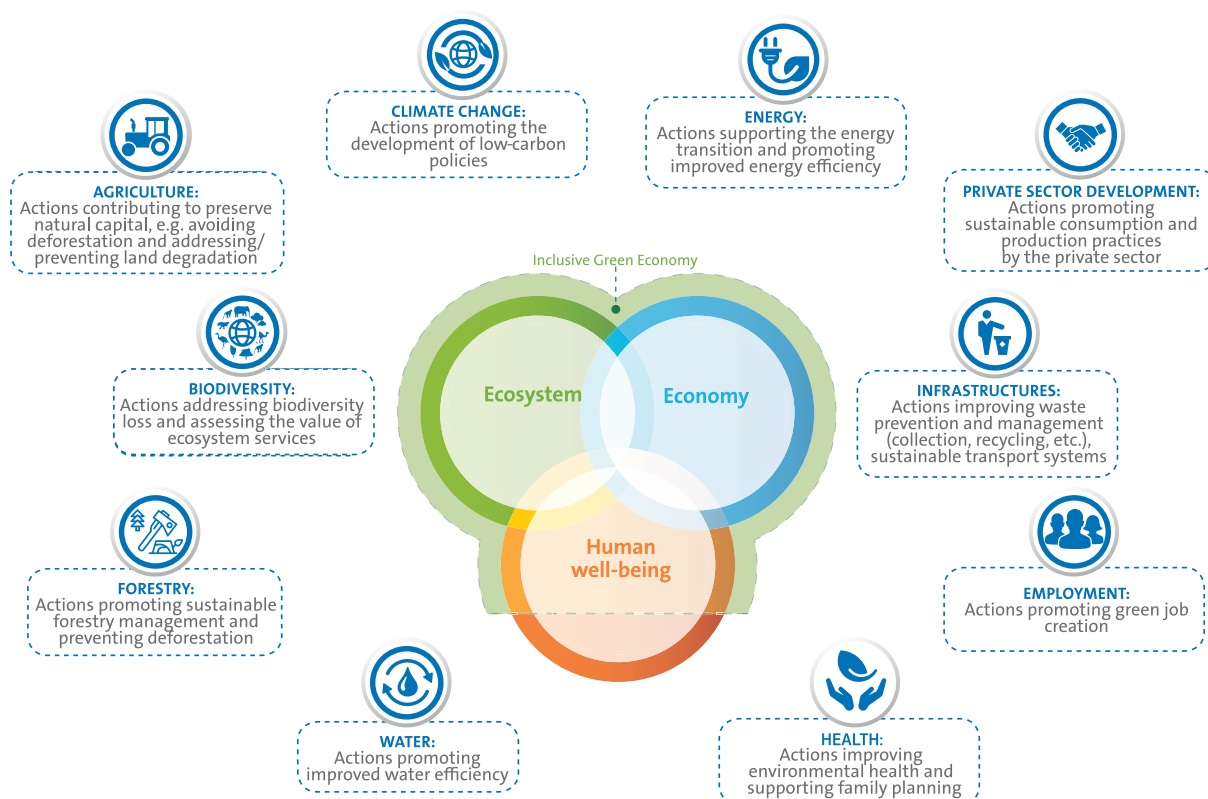 CLIMATE CHANGE:
Actions promoting the
development of low-carbon
policies
ENERGY:
Actions supporting the energy
transition and promoting
improved energy efficiency
AGRICULTURE:
Actions contributing to preserve
natural capital, e.g. avoiding
deforestation and addressing/
preventing land degradation
PRIVATE SECTOR DEVELOPMENT:
Actions promoting
sustainable consumption and
production practices
by the private sector
Inclusive Green Economy
BIODIVERSITY:
Actions addressing biodiversity
loss and assessing the value of
ecosystem services
Ecosystem
Economy
INFRASTRUCTURES:
Actions improving waste
prevention and management
(collection, recycling, etc.),
sustainable transport systems
Human
well-being
FORESTRY:
Actions promoting sustainable
forestry management and
preventing deforestation
EMPLOYMENT:
Actions promoting green job
creation
WATER:
Actions promoting
improved water efficiency
HEALTH:
Actions improving
environmental health and
supporting family planning